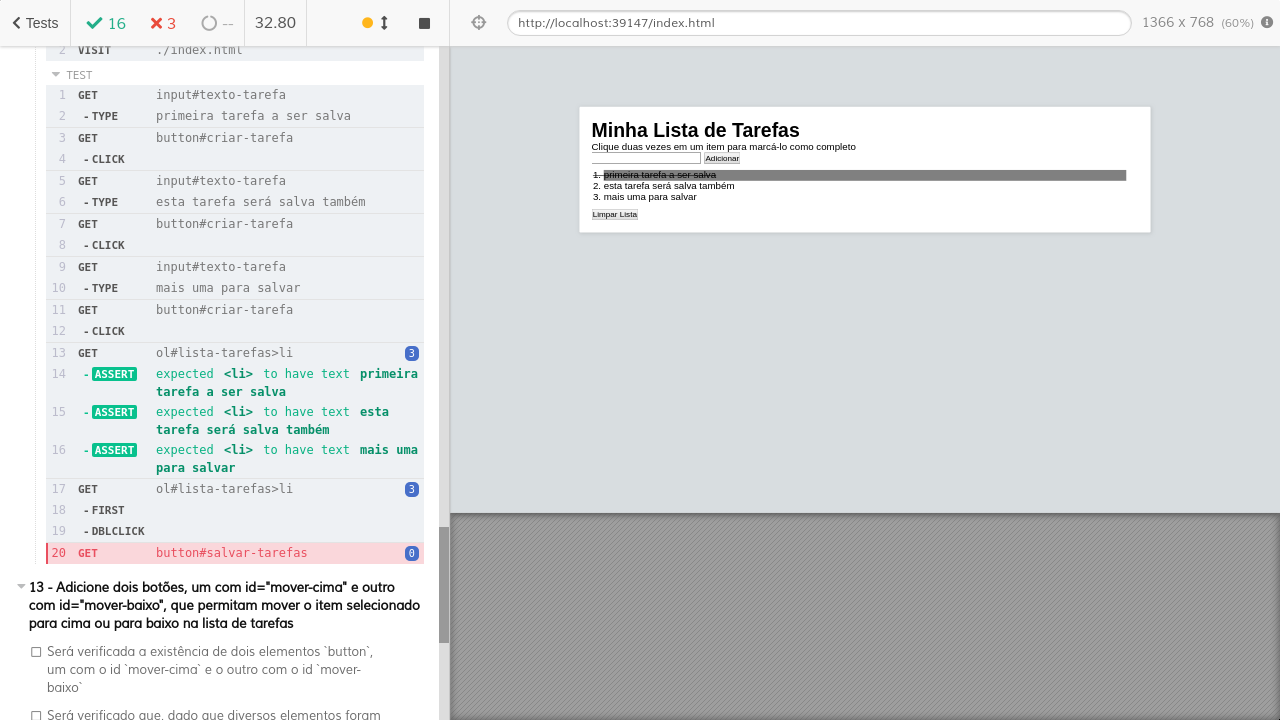 Tests 16 3 -- 32.80
http://localhost:39147/index.html 1366 x 768 (60%)
2 VISIT ./index.html
TEST
1 GET input#texto-tarefa
2 -TYPE primeira tarefa a ser salva
3 GET button#criar-tarefa
4 -CLICK
5 GET input#texto-tarefa
6 -TYPE esta tarefa será salva também
7 GET button#criar-tarefa
8 -CLICK
9 GET input#texto-tarefa
10 -TYPE mais uma para salvar
11 GET button#criar-tarefa
12 -CLICK
13 GET ol#lista-tarefas>li 3
14 -ASSERT expected <li> to have text primeira
tarefa a ser salva
15 -ASSERT expected <li> to have text esta
tarefa será salva também
16 -ASSERT expected <li> to have text mais uma
para salvar
17 GET ol#lista-tarefas>li 3
18 -FIRST
19 -DBLCLICK
20 GET button#salvar-tarefas 0
13 - Adicione dois botões, um com id="mover-cima" e outro
com id="mover-baixo", que permitam mover o item selecionado
para cima ou para baixo na lista de tarefas
Será verificada a existência de dois elementos `button`,
um com o id `mover-cima` e o outro com o id `mover-
baixo`
Será verificado que, dado que diversos elementos foram
Minha Lista de Tarefas
Clique duas vezes em um item para marcá-lo como completo
Adicionar
1. primeira tarefa a ser salva
2. esta tarefa será salva também
3. mais uma para salvar
Limpar Lista